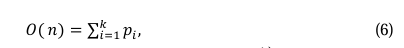 O(n) = ∑_{i=1}^{k} p_i, (6)